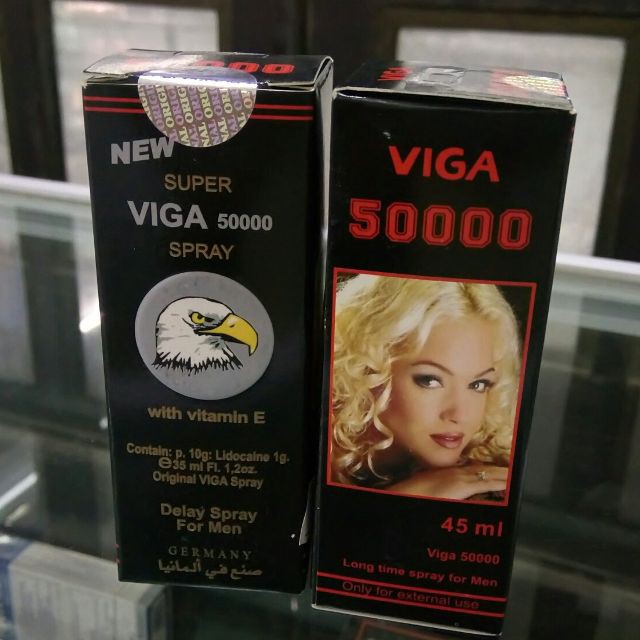 NEW
SUPER
VIGA 50000
SPRAY
with vitamin E
Contain: p. 10g: Lidocaine 1g.
℮35 ml FL 1,2oz.
Original VIGA Spray
Delay Spray
For Men
GERMANY
صنع في ألمانيا
VIGA
50000
45 ml
Viga 50000
Long time spray for Men
Only for external use